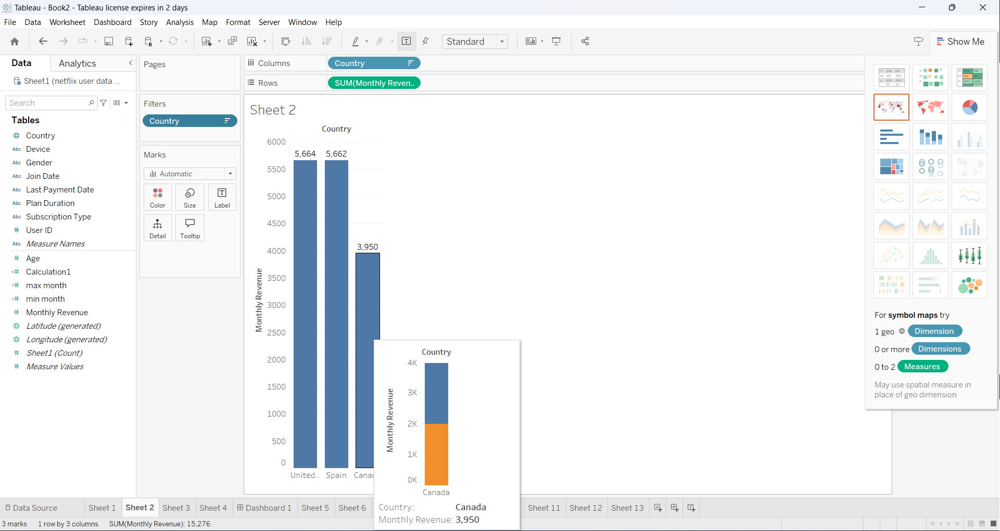 Tableau - Book2 - Tableau license expires in 2 days
File Data Worksheet Dashboard Story Analysis Map Format Server Window Help
Standard
Show Me
Data Analytics
Sheet1 (netflix user data ...
Search
Tables
Country
Abc Device
Abc Gender
Abc Join Date
Abc Last Payment Date
Abc Plan Duration
Abc Subscription Type
# User ID
Abc Measure Names
# Age
=# Calculation1
=# max month
=# min month
# Monthly Revenue
Latitude (generated)
Longitude (generated)
# Sheet1 (Count)
# Measure Values
Pages
Filters
Country
Marks
Automatic
Color Size Label
Detail Tooltip
Columns Country
Rows SUM(Monthly Reven..
Sheet 2
Country
6000
5500
5000
4500
4000
3500
3000
2500
2000
1500
1000
500
0
Monthly Revenue
5,664 5,662
3,950
United.. Spain Canad
Country
4K
3K
2K
1K
0K
Monthly Revenue
Canada
Country: Canada
Monthly Revenue: 3,950
For symbol maps try
1 geo Dimension
0 or more Dimensions
0 to 2 Measures
May use spatial measure in
place of geo dimension
Data Source Sheet 1 Sheet 2 Sheet 3 Sheet 4 Dashboard 1 Sheet 5 Sheet 6 Sheet 11 Sheet 12 Sheet 13
3 marks 1 row by 3 columns SUM(Monthly Revenue): 15,276